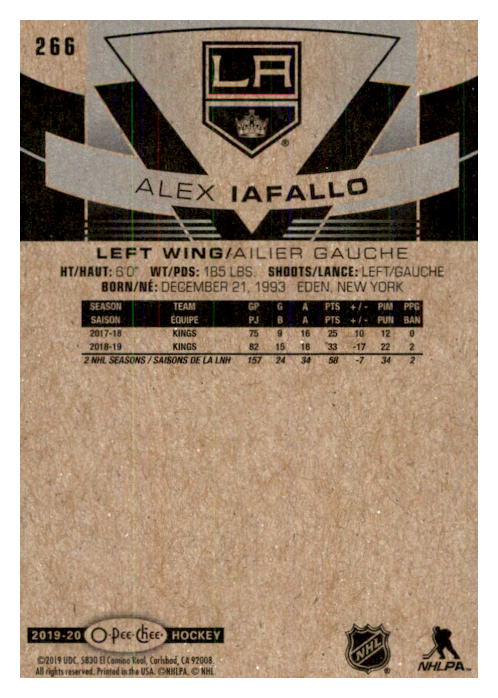 266
LA
®
ALEX IAFALLO
LEFT WING/AILIER GAUCHE
HT/HAUT: 6'0" WT/PDS: 185 LBS. SHOOTS/LANCE: LEFT/GAUCHE
BORN/NÉ: DECEMBER 21, 1993 EDEN, NEW YORK
SEASON TEAM GP G A PTS +/- PIM PPG
SAISON ÉQUIPE PJ B A PTS +/- PUN BAN
2017-18 KINGS 75 9 16 25 10 12 0
2018-19 KINGS 82 15 18 33 -17 22 2
2 NHL SEASONS / SAISONS DE LA LNH 157 24 34 58 -7 34 2
2019-20 O-Pee-Chee HOCKEY
©2019 UDC. 5830 El Camino Real, Carlsbad, CA 92008.
All rights reserved. Printed in the USA. ©NHLPA. © NHL
NHL ®
NHLPA™